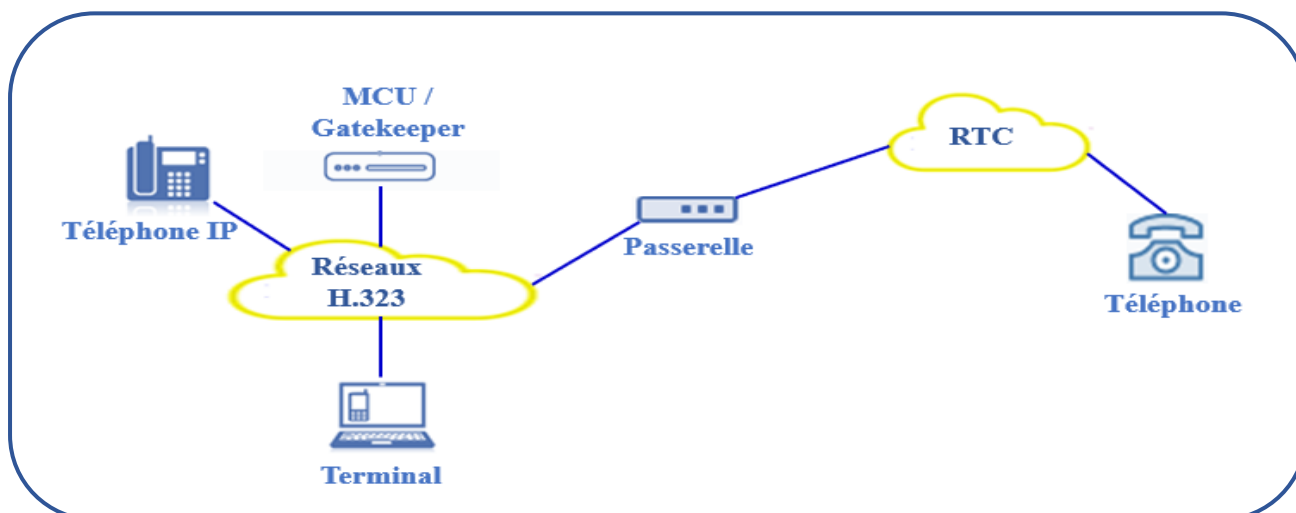 MCU /
Gatekeeper
RTC
Téléphone IP
Passerelle
Réseaux
H.323
Téléphone
Terminal